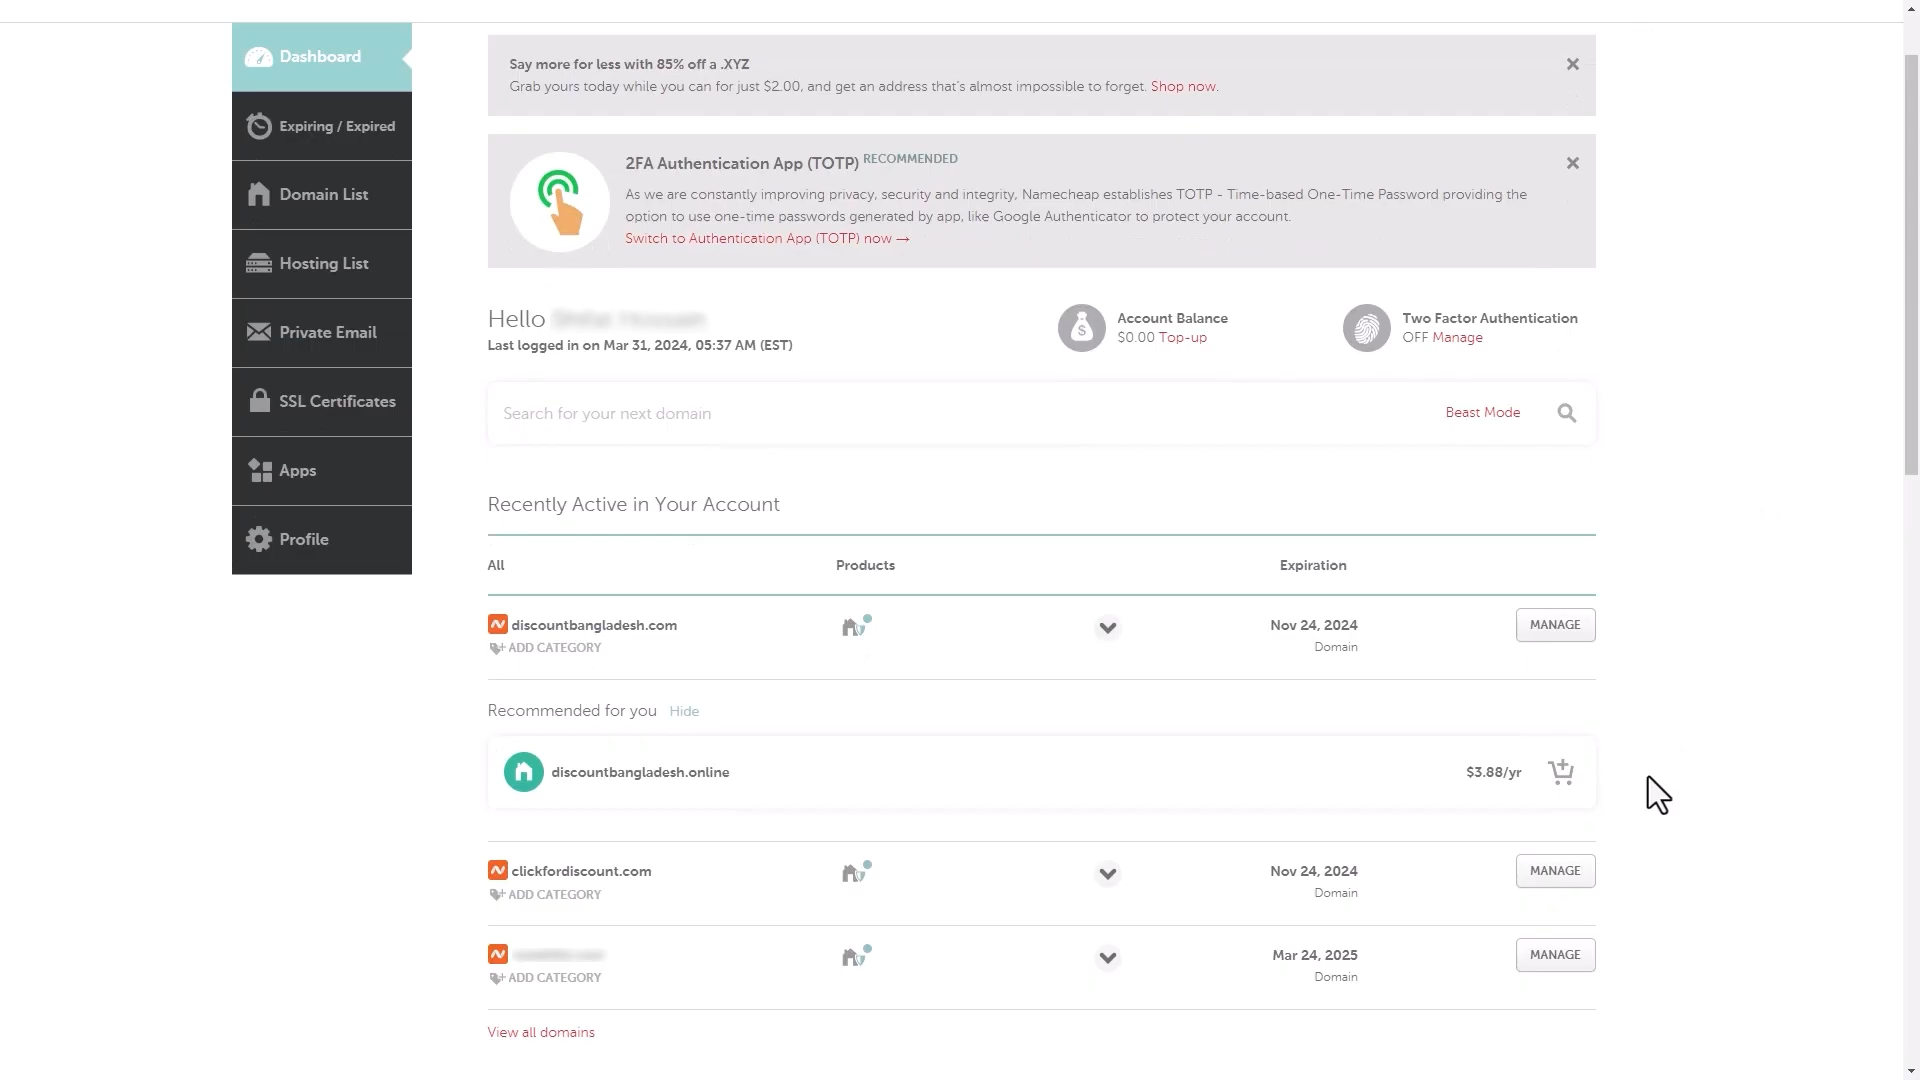 Dashboard
Expiring / Expired
Domain List
Hosting List
Private Email
SSL Certificates
Apps
Profile
Say more for less with 85% off a .XYZ
Grab yours today while you can for just $2.00, and get an address that's almost impossible to forget. Shop now.
2FA Authentication App (TOTP) RECOMMENDED
As we are constantly improving privacy, security and integrity, Namecheap establishes TOTP - Time-based One-Time Password providing the
option to use one-time passwords generated by app, like Google Authenticator to protect your account.
Switch to Authentication App (TOTP) now →
Hello
Last logged in on Mar 31, 2024, 05:37 AM (EST)
Account Balance
$0.00 Top-up
Two Factor Authentication
OFF Manage
Search for your next domain
Beast Mode
Recently Active in Your Account
All Products Expiration
discountbangladesh.com Nov 24, 2024 MANAGE
ADD CATEGORY Domain
Recommended for you Hide
discountbangladesh.online $3.88/yr
clickfordiscount.com Nov 24, 2024 MANAGE
ADD CATEGORY Domain
Mar 24, 2025 MANAGE
ADD CATEGORY Domain
View all domains